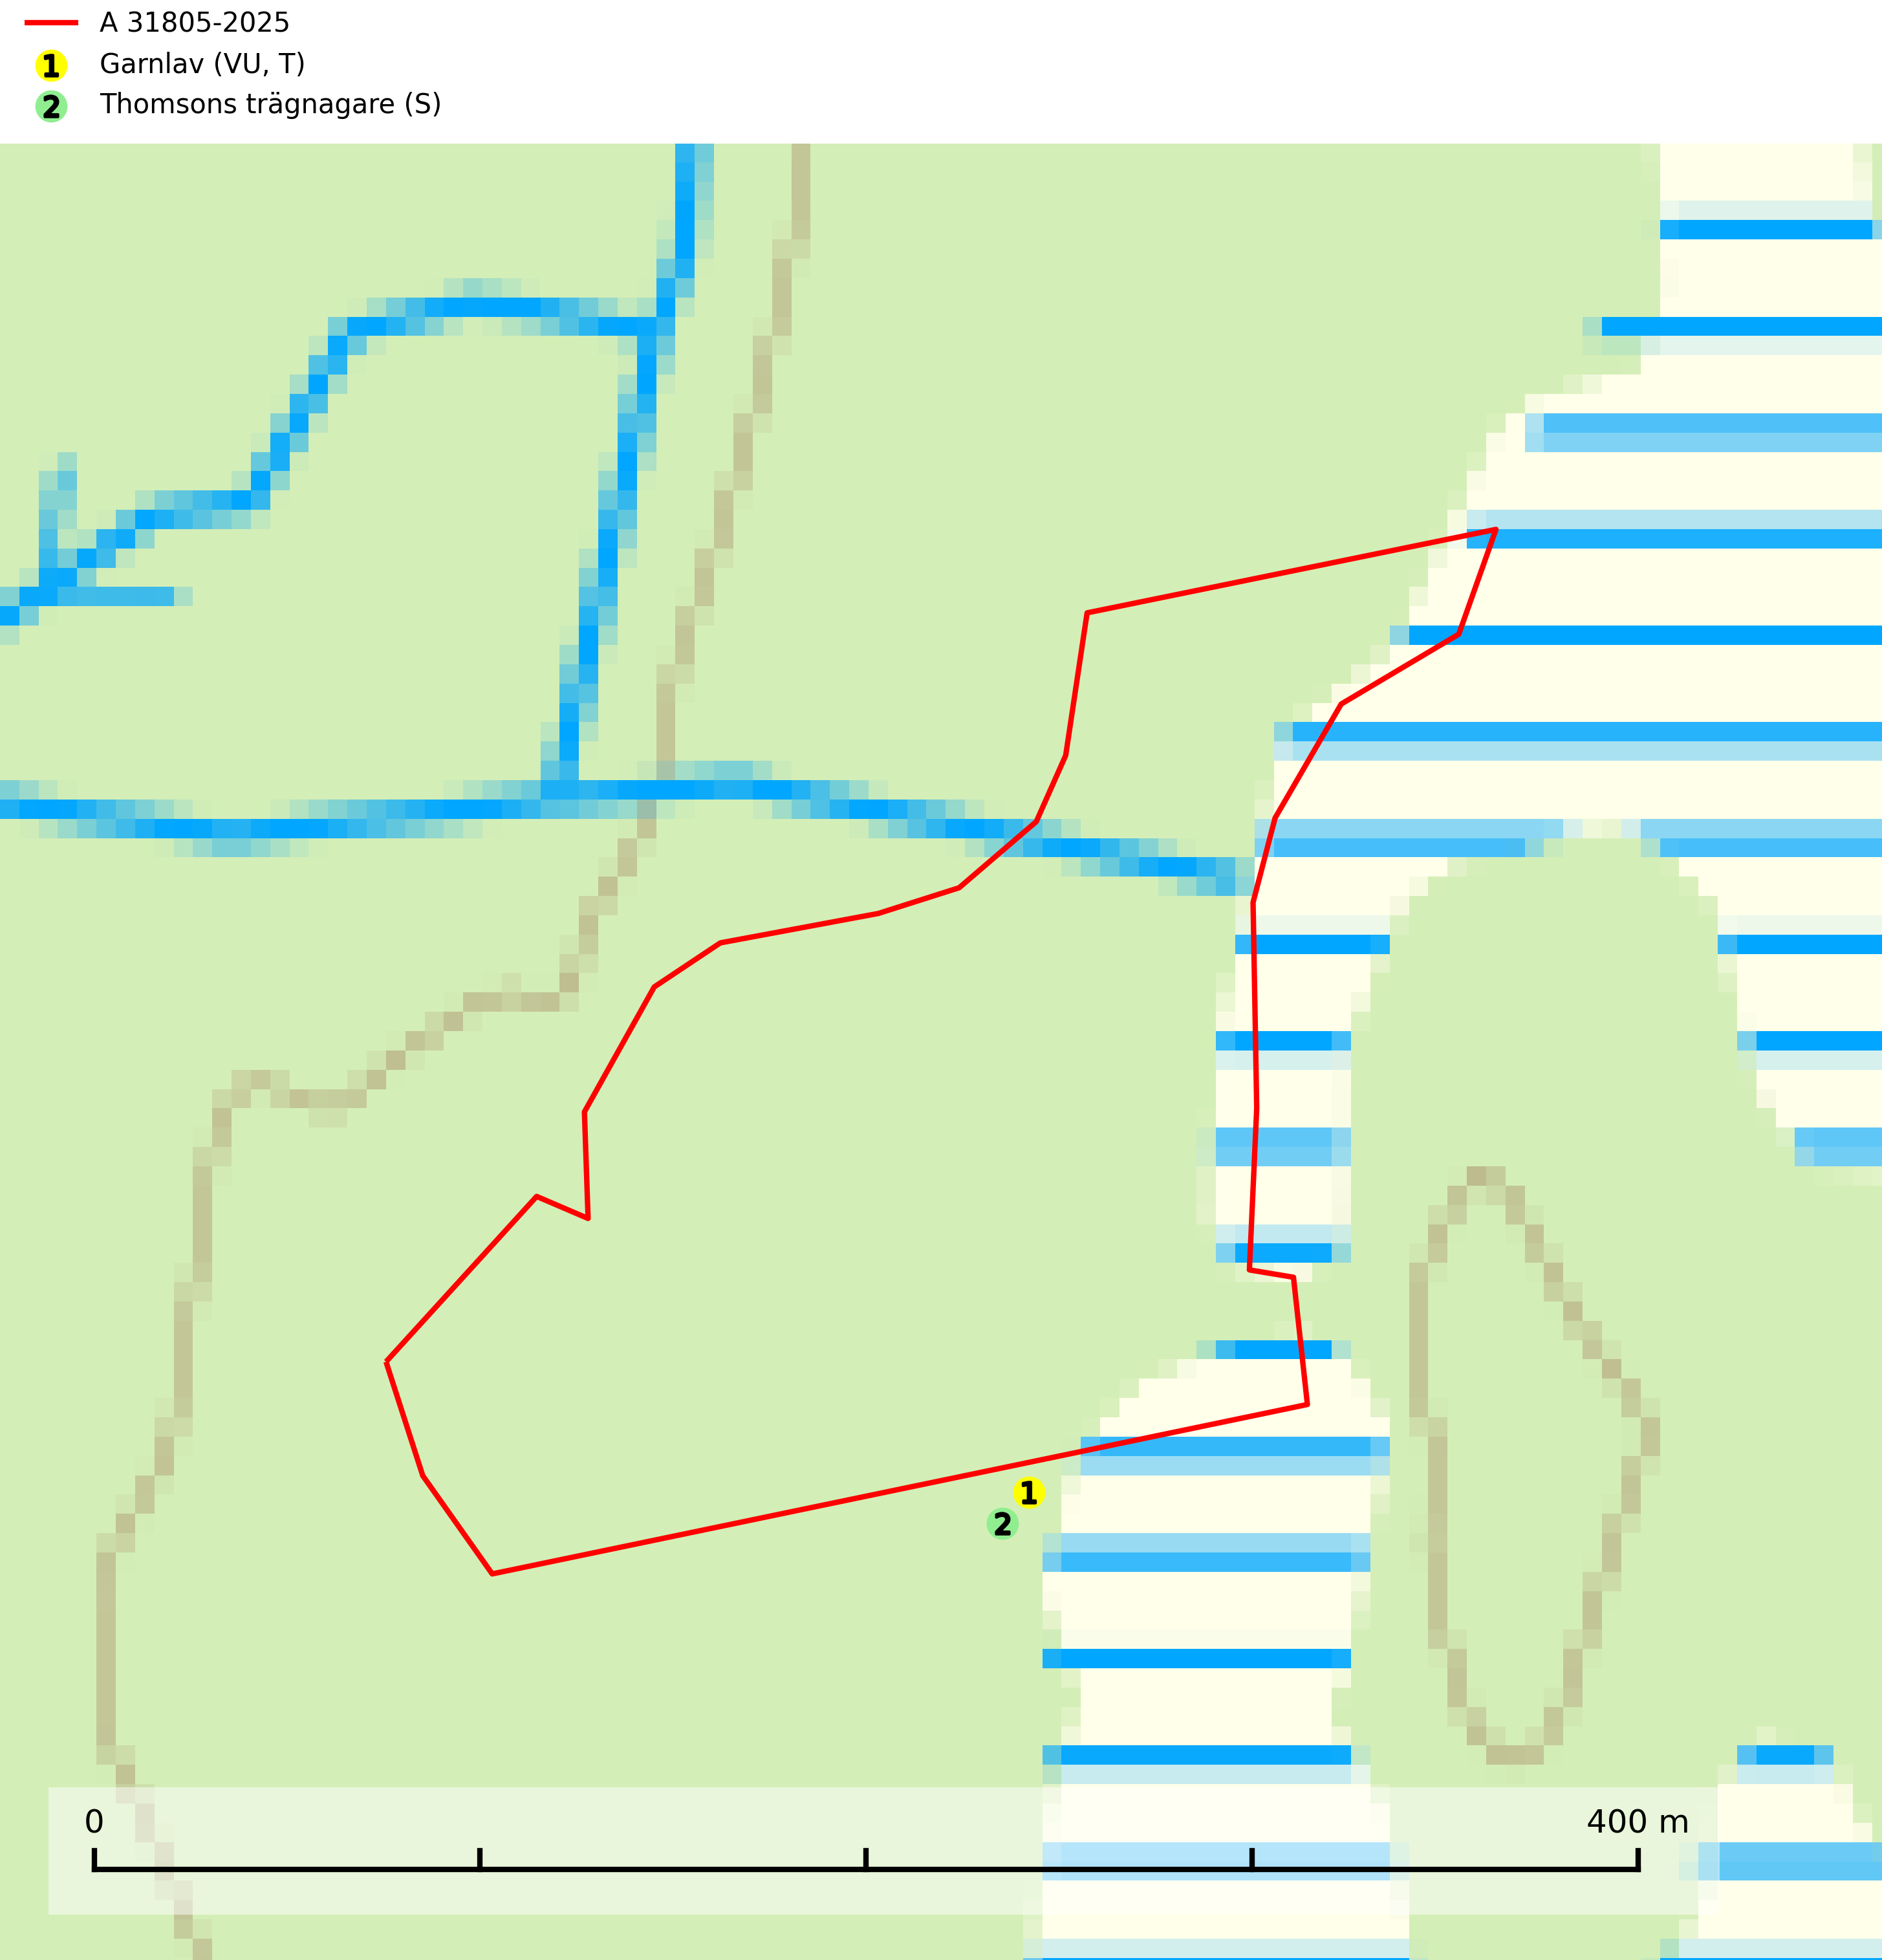 A 31805-2025
1 Garnlav (VU, T)
2 Thomsons trägnagare (S)
1
2
0 400 m